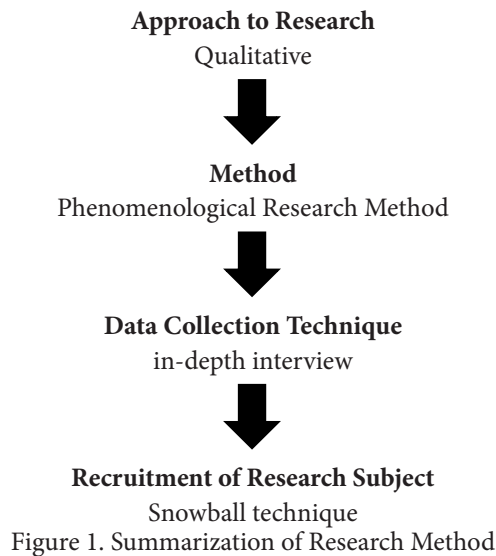 Approach to Research
Qualitative
Method
Phenomenological Research Method
Data Collection Technique
in-depth interview
Recruitment of Research Subject
Snowball technique
Figure 1. Summarization of Research Method